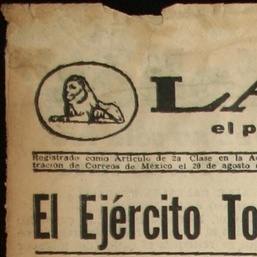 LA
el p
Registrado como Artículo de 2a Clase en la Ad
tración de Correos de México el 20 de agosto
El Ejército To